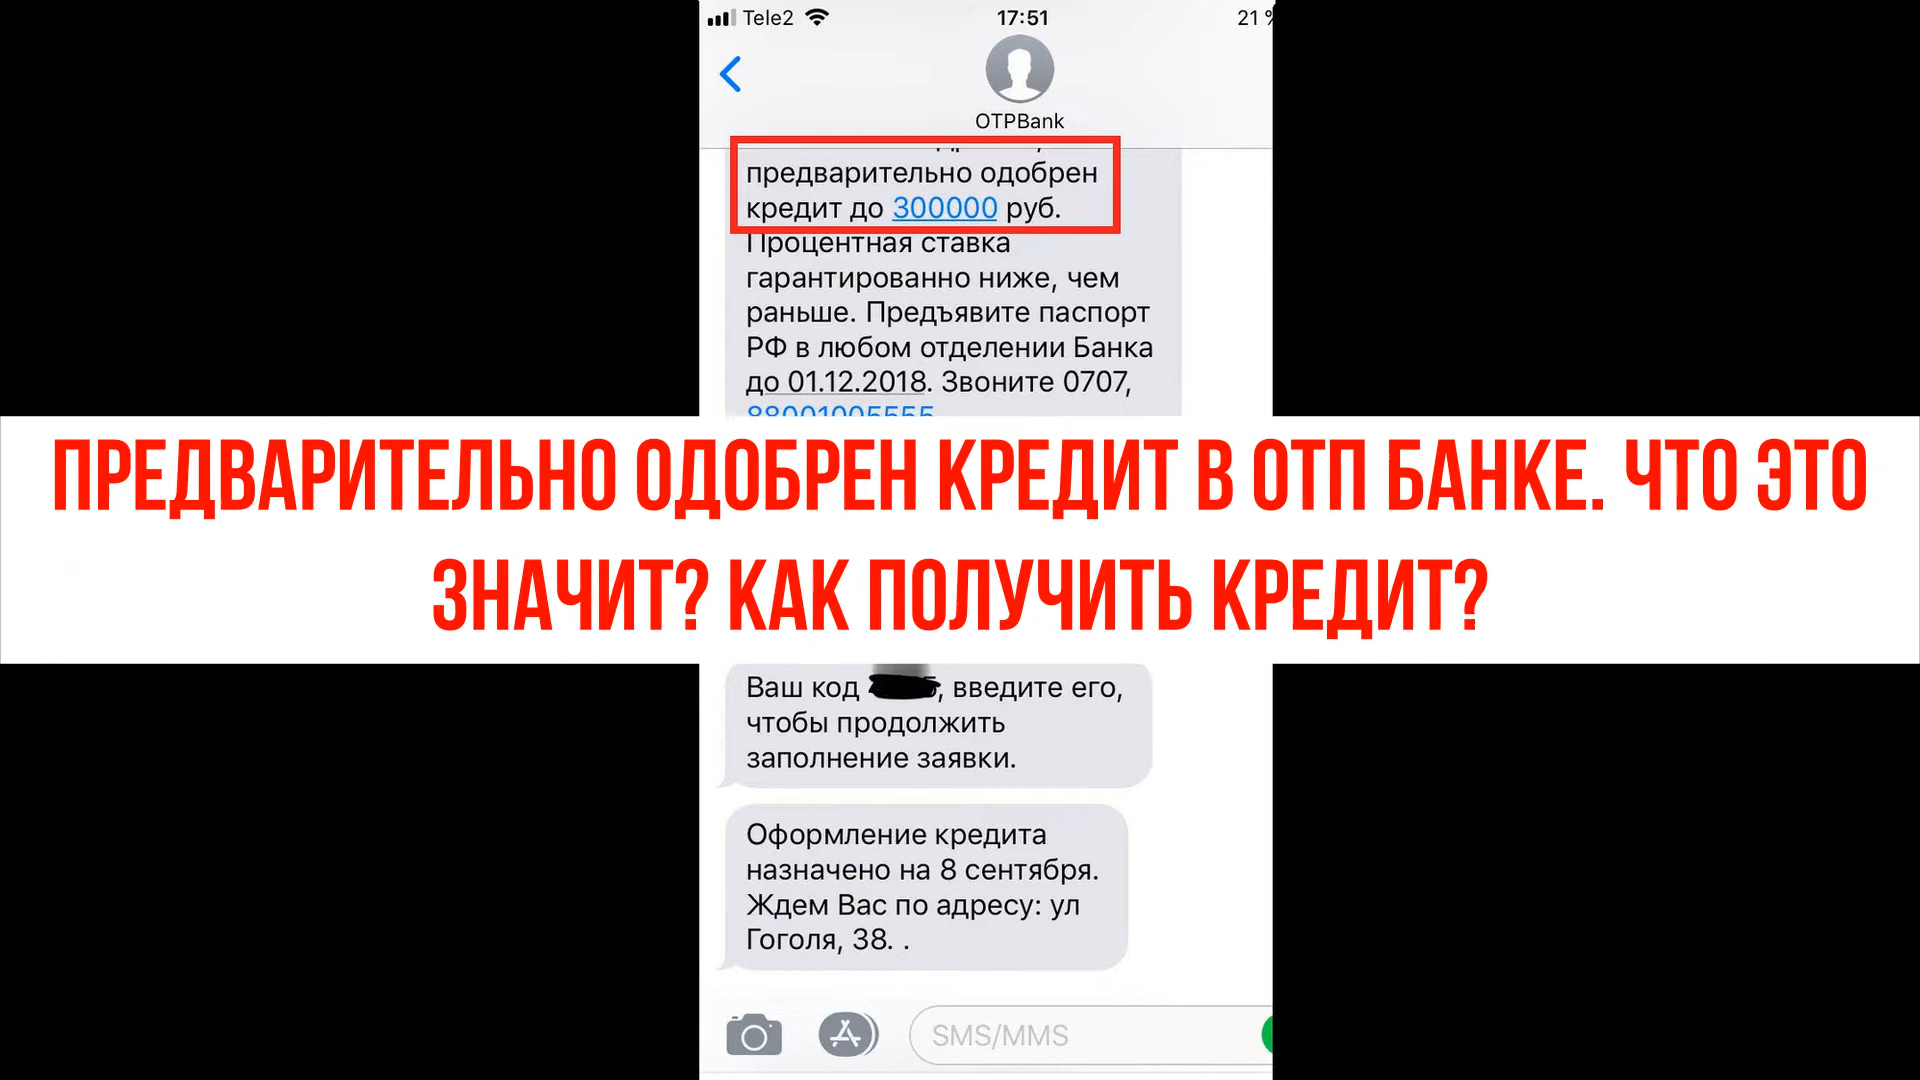 Tele2
17:51
21 %
OTPBank
предварительно одобрен
кредит до 300000 руб.
Процентная ставка
гарантированно ниже, чем
раньше. Предъявите паспорт
РФ в любом отделении Банка
до 01.12.2018. Звоните 0707,
88001005555
ПРЕДВАРИТЕЛЬНО ОДОБРЕН КРЕДИТ В ОТП БАНКЕ. ЧТО ЭТО
ЗНАЧИТ? КАК ПОЛУЧИТЬ КРЕДИТ?
Ваш код , введите его,
чтобы продолжить
заполнение заявки.
Оформление кредита
назначено на 8 сентября.
Ждем Вас по адресу: ул
Гоголя, 38. .
SMS/MMS